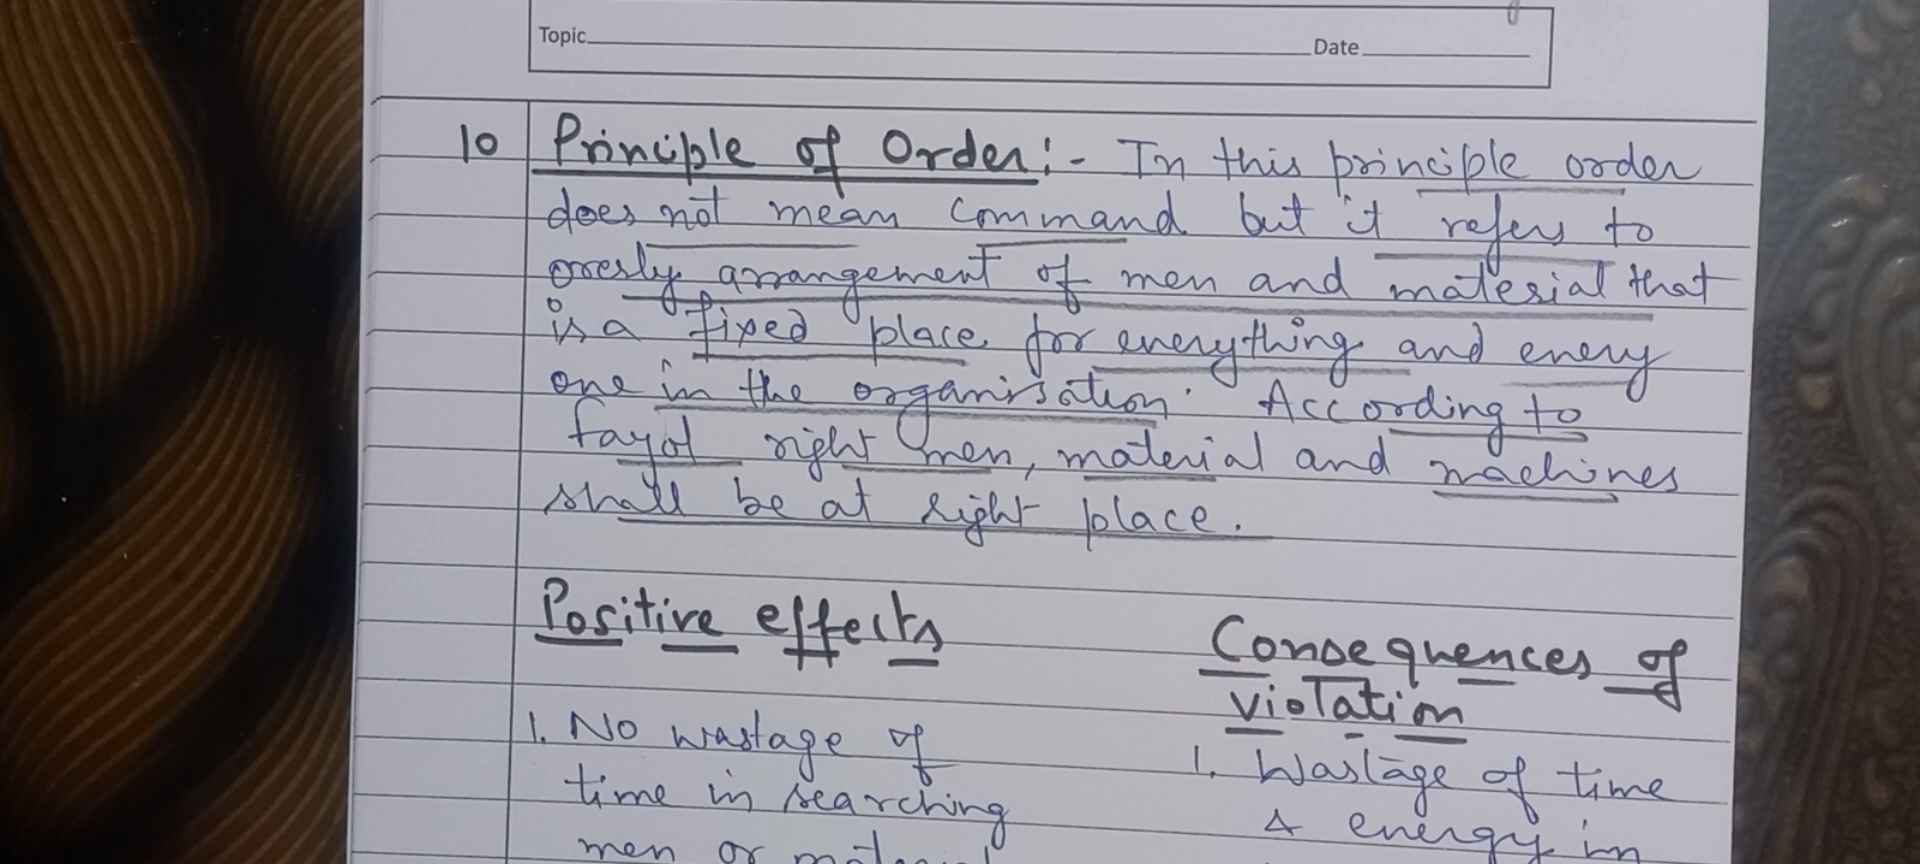 Topic Date
10 Principle of Order:- In this principle order
does not mean command but it refers to
orresly arrangement of men and material that
is a fixed place for everything and every
one in the organisation. According to
fayol right men, material and machines
shall be at right place.
Positive effects
Consequences of
violation
1. No wastage of
time in searching
men or material
1. Wastage of time
& energy in